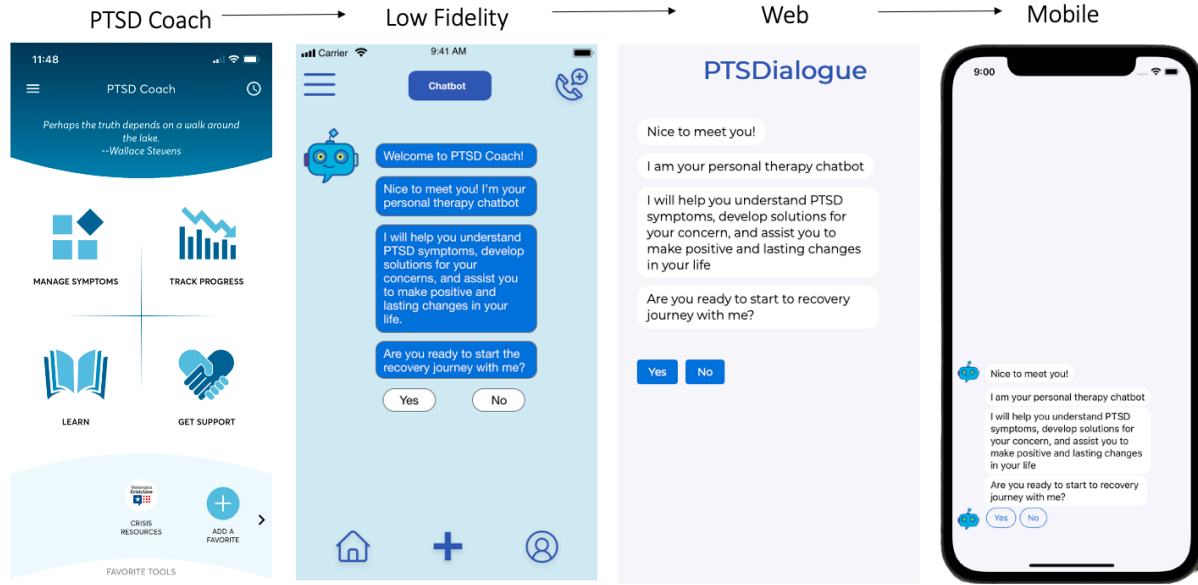 PTSD Coach
Low Fidelity
Web
Mobile
11:48
PTSD Coach
Perhaps the truth depends on a walk around
the lake.
--Wallace Stevens
MANAGE SYMPTOMS
TRACK PROGRESS
LEARN
GET SUPPORT
Veterans
Crisis Line
CRISIS
RESOURCES
ADD A
FAVORITE
FAVORITE TOOLS
Carrier
9:41 AM
Chatbot
Welcome to PTSD Coach!
Nice to meet you! I'm your
personal therapy chatbot
I will help you understand
PTSD symptoms, develop
solutions for your
concerns, and assist you
to make positive and
lasting changes in your
life.
Are you ready to start the
recovery journey with me?
Yes
No
PTSDialogue
Nice to meet you!
I am your personal therapy chatbot
I will help you understand PTSD
symptoms, develop solutions for
your concern, and assist you to
make positive and lasting changes
in your life
Are you ready to start to recovery
journey with me?
Yes
No
9:00
Nice to meet you!
I am your personal therapy chatbot
I will help you understand PTSD
symptoms, develop solutions for
your concern, and assist you to
make positive and lasting changes
in your life
Are you ready to start to recovery
journey with me?
Yes
No